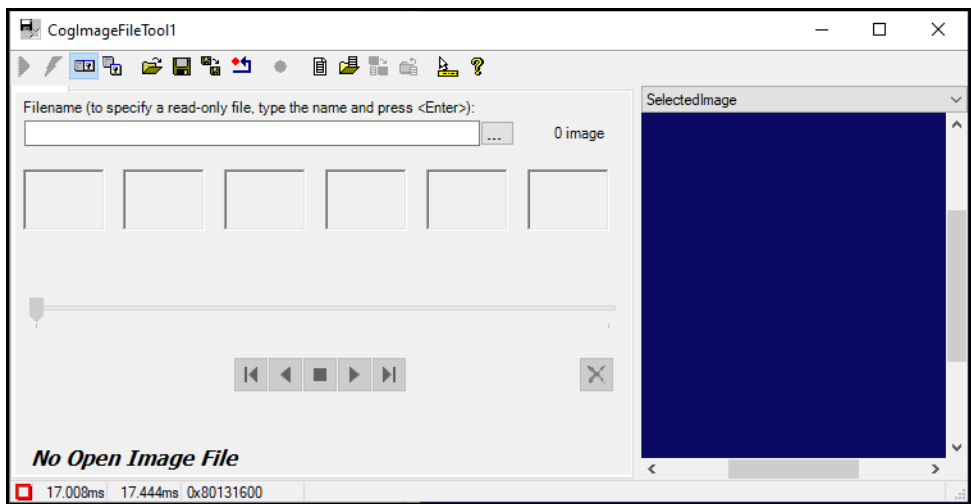 CogImageFileTool1
Filename (to specify a read-only file, type the name and press <Enter>):
... 0 image
SelectedImage
No Open Image File
17.008ms 17.444ms 0x80131600